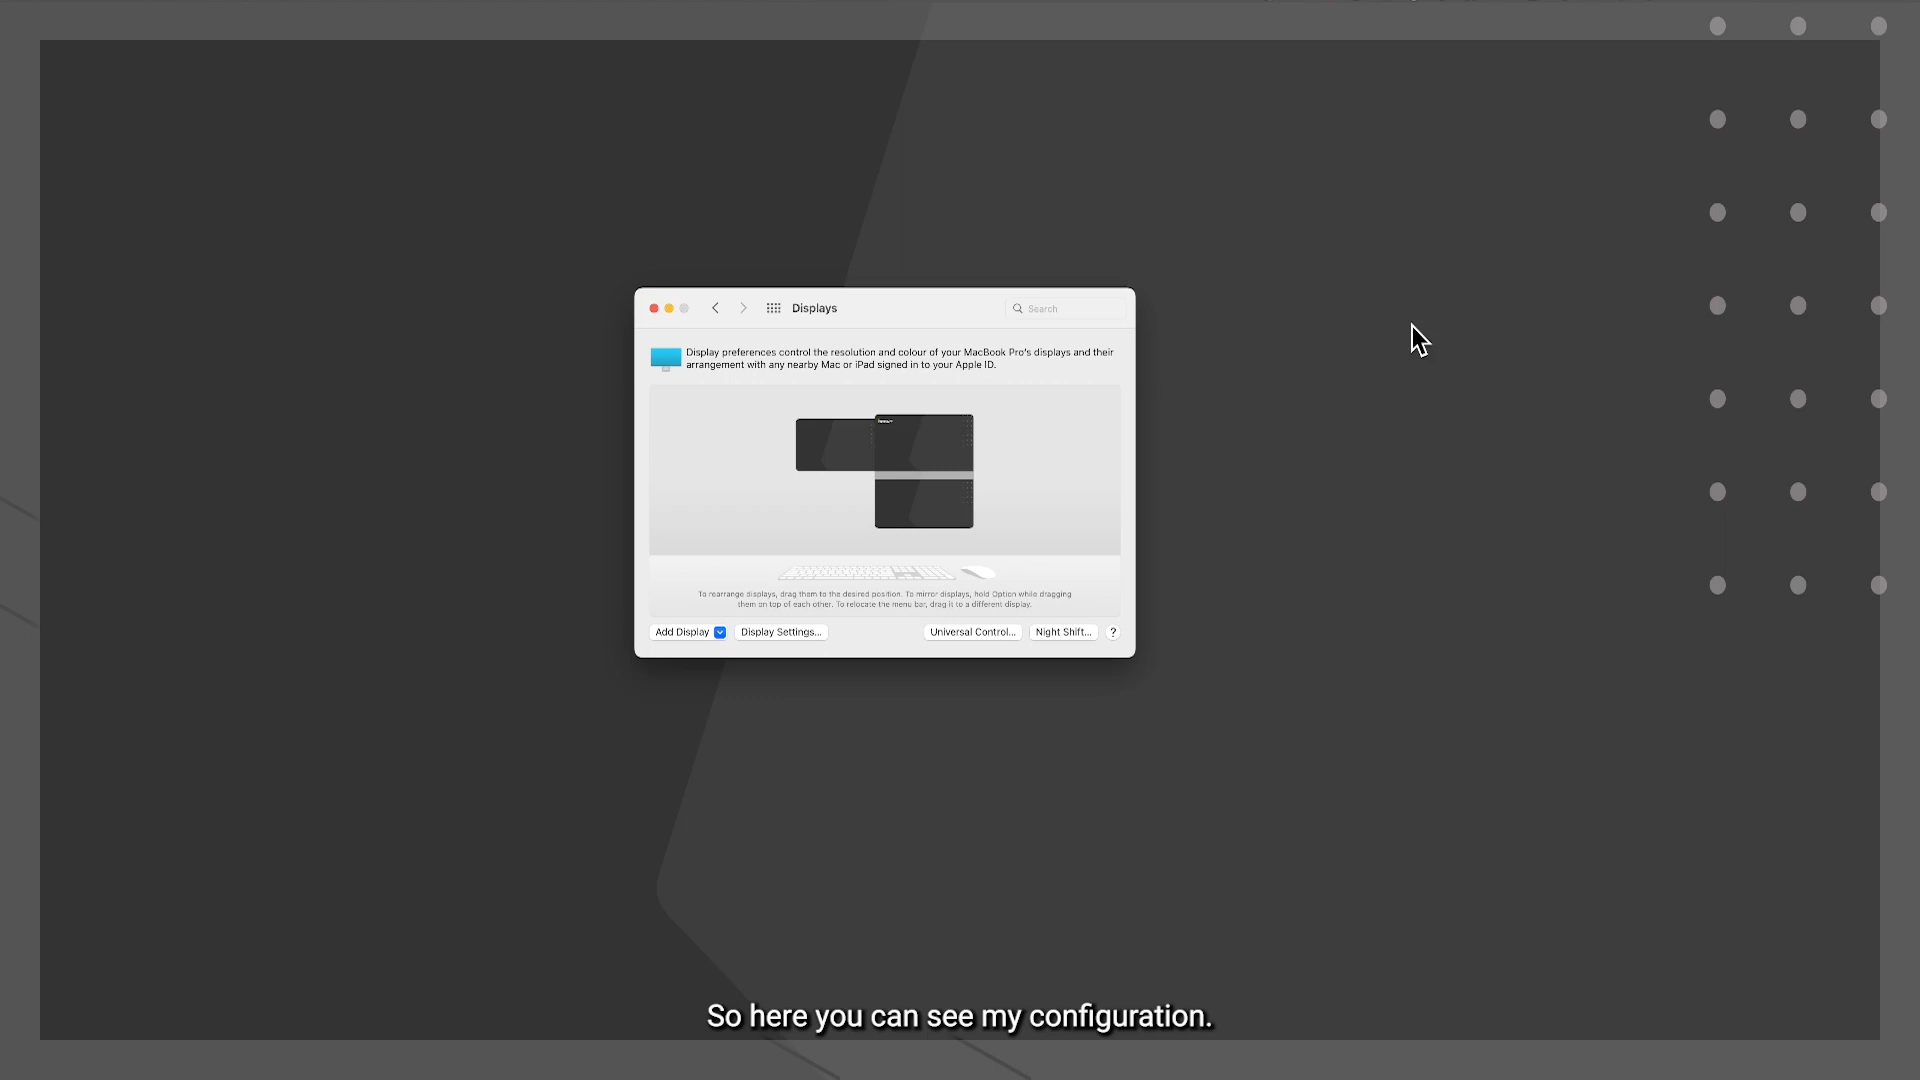 Displays
Search
Display preferences control the resolution and colour of your MacBook Pro's displays and their
arrangement with any nearby Mac or iPad signed in to your Apple ID.
To rearrange displays, drag them to the desired position. To mirror displays, hold Option while dragging
them on top of each other. To relocate the menu bar, drag it to a different display.
Add Display
Display Settings...
Universal Control...
Night Shift...
?
So here you can see my configuration.